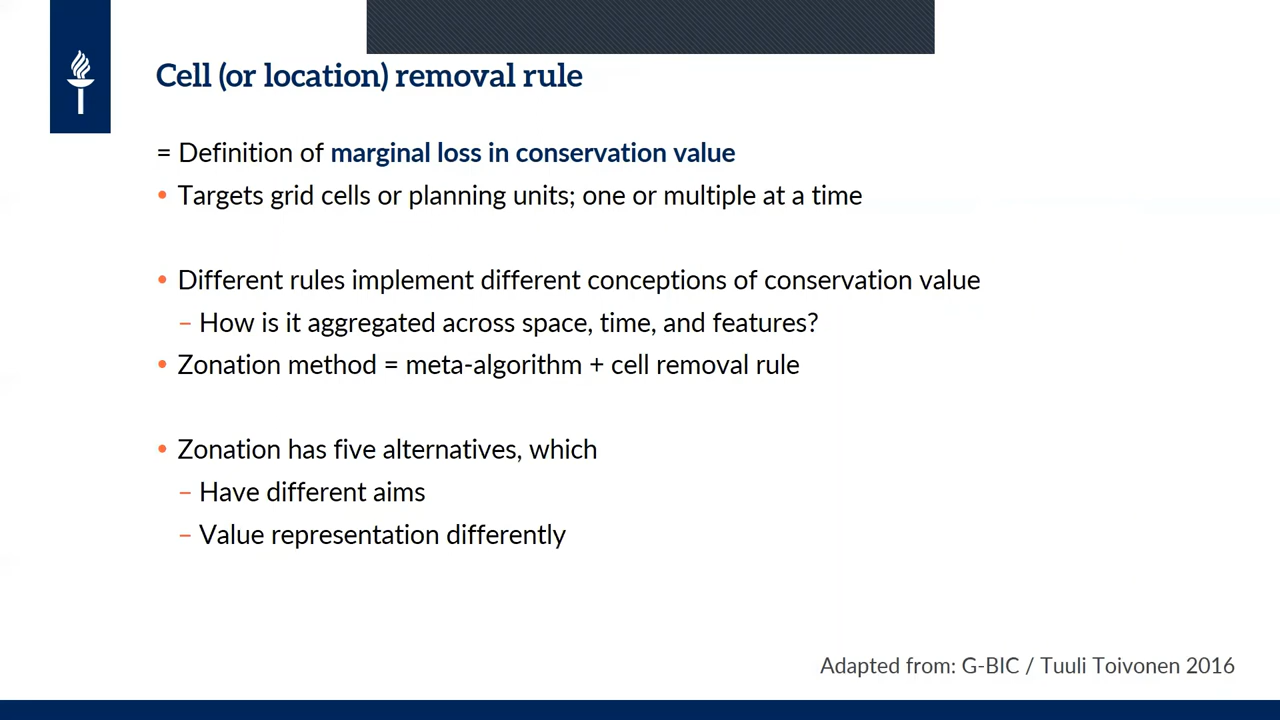 Cell (or location) removal rule
= Definition of marginal loss in conservation value
• Targets grid cells or planning units; one or multiple at a time
• Different rules implement different conceptions of conservation value
– How is it aggregated across space, time, and features?
• Zonation method = meta-algorithm + cell removal rule
• Zonation has five alternatives, which
– Have different aims
– Value representation differently
Adapted from: G-BIC / Tuuli Toivonen 2016